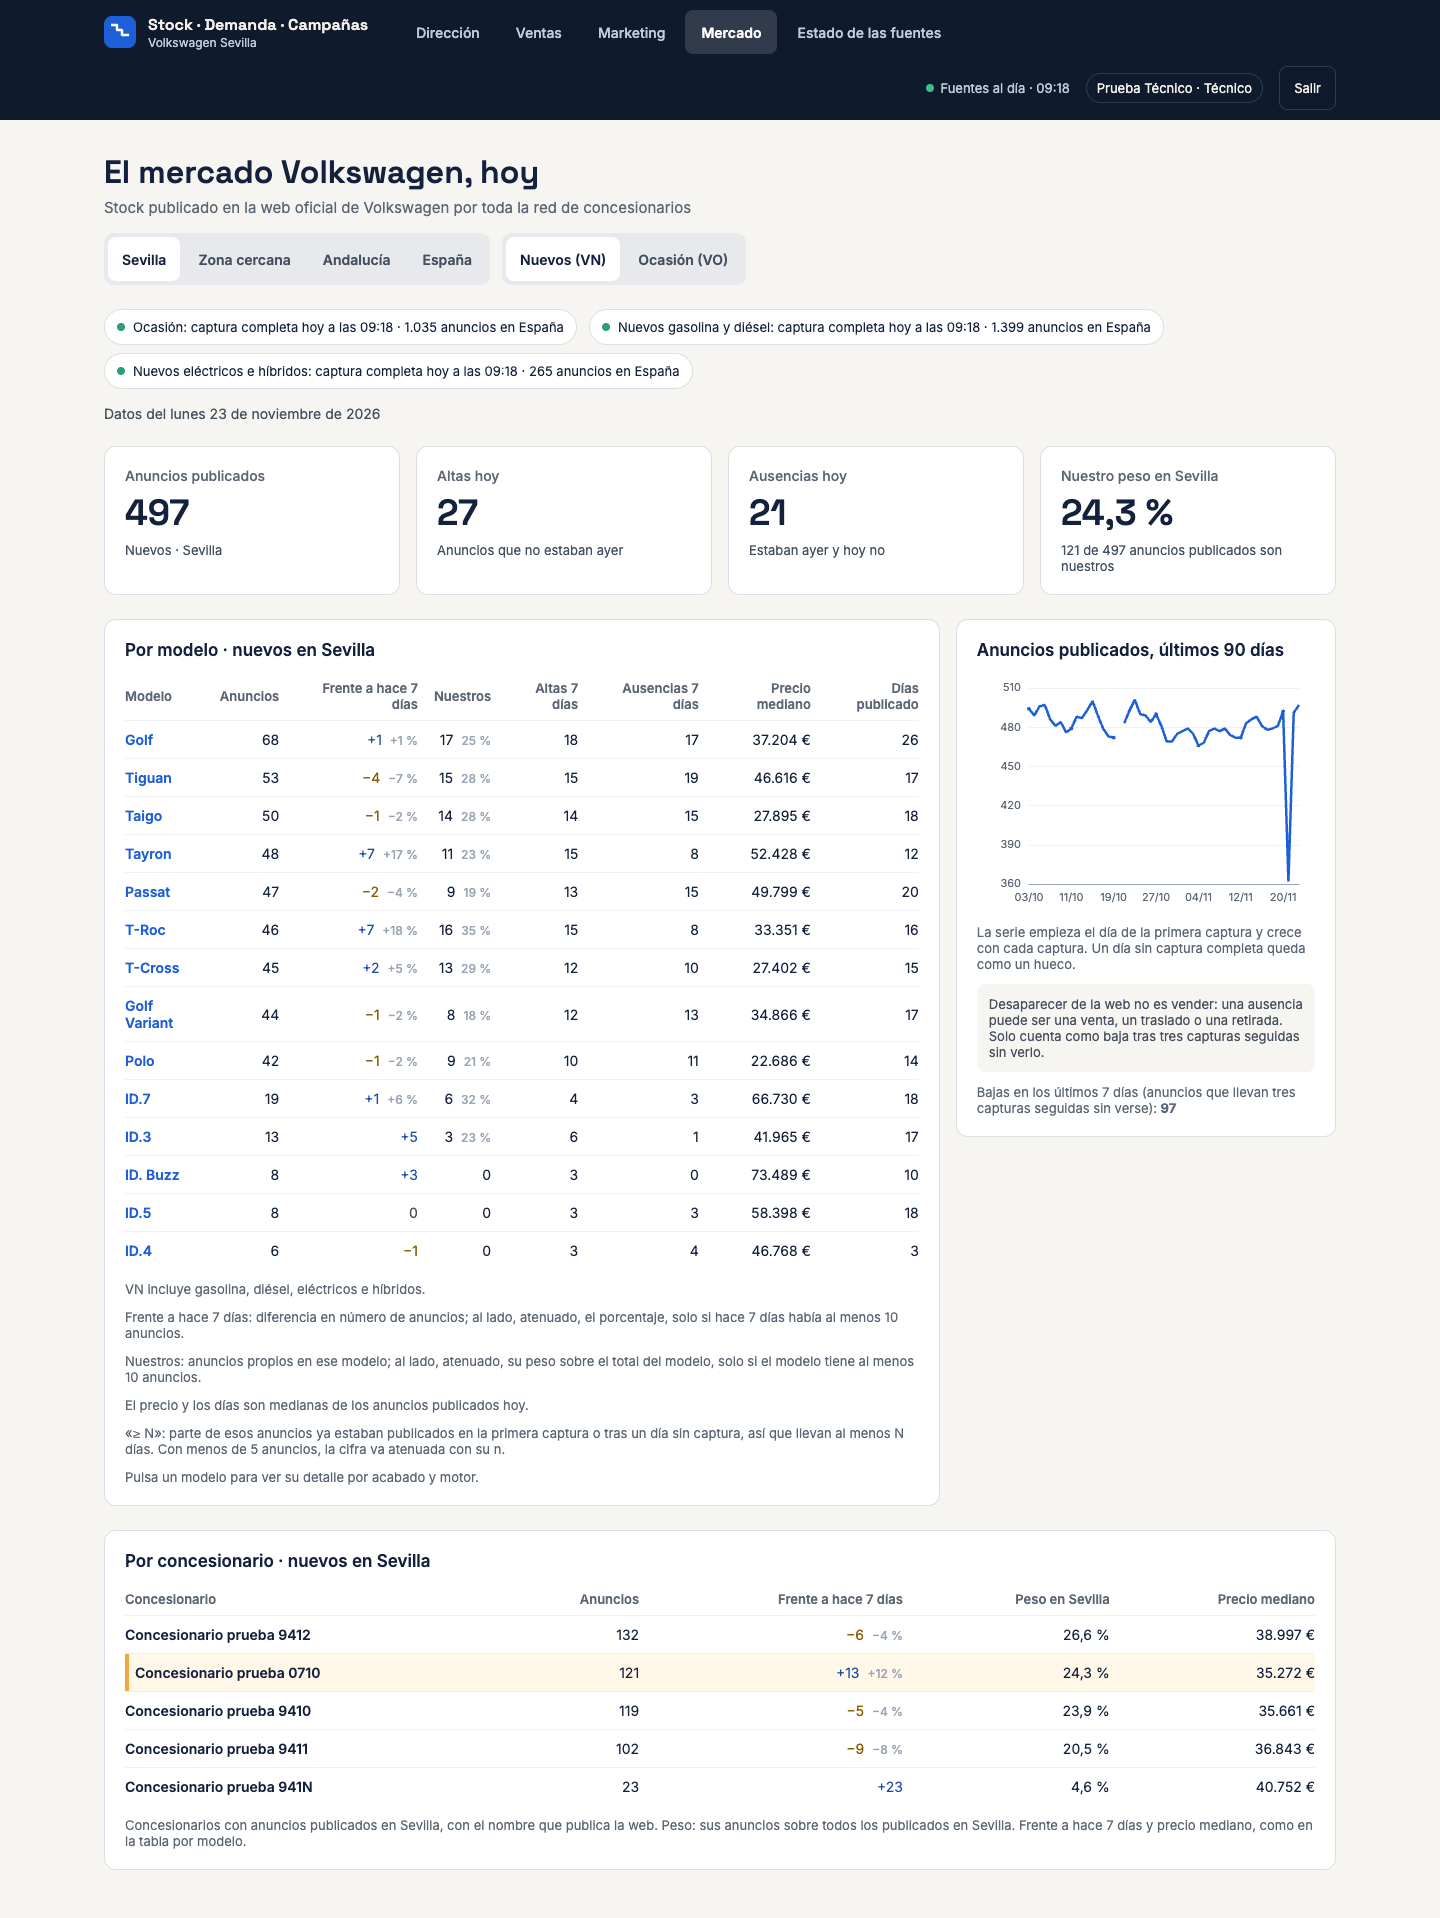 Stock · Demanda · Campañas
Volkswagen Sevilla
Dirección Ventas Marketing Mercado Estado de las fuentes
Fuentes al día · 09:18 Prueba Técnico · Técnico Salir
El mercado Volkswagen, hoy
Stock publicado en la web oficial de Volkswagen por toda la red de concesionarios
Sevilla Zona cercana Andalucía España Nuevos (VN) Ocasión (VO)
Ocasión: captura completa hoy a las 09:18 · 1.035 anuncios en España Nuevos gasolina y diésel: captura completa hoy a las 09:18 · 1.399 anuncios en España
Nuevos eléctricos e híbridos: captura completa hoy a las 09:18 · 265 anuncios en España
Datos del lunes 23 de noviembre de 2026
Anuncios publicados
497
Nuevos · Sevilla
Altas hoy
27
Anuncios que no estaban ayer
Ausencias hoy
21
Estaban ayer y hoy no
Nuestro peso en Sevilla
24,3 %
121 de 497 anuncios publicados son
nuestros
Por modelo · nuevos en Sevilla
Modelo Anuncios Frente a hace 7 días Nuestros Altas 7 días Ausencias 7 días Precio mediano Días publicado
Golf 68 +1 +1 % 17 25 % 18 17 37.204 € 26
Tiguan 53 −4 −7 % 15 28 % 15 19 46.616 € 17
Taigo 50 −1 −2 % 14 28 % 14 15 27.895 € 18
Tayron 48 +7 +17 % 11 23 % 15 8 52.428 € 12
Passat 47 −2 −4 % 9 19 % 13 15 49.799 € 20
T-Roc 46 +7 +18 % 16 35 % 15 8 33.351 € 16
T-Cross 45 +2 +5 % 13 29 % 12 10 27.402 € 15
Golf Variant 44 −1 −2 % 8 18 % 12 13 34.866 € 17
Polo 42 −1 −2 % 9 21 % 10 11 22.686 € 14
ID.7 19 +1 +6 % 6 32 % 4 3 66.730 € 18
ID.3 13 +5 3 23 % 6 1 41.965 € 17
ID. Buzz 8 +3 0 3 0 73.489 € 10
ID.5 8 0 0 3 3 58.398 € 18
ID.4 6 −1 0 3 4 46.768 € 3
VN incluye gasolina, diésel, eléctricos e híbridos.
Frente a hace 7 días: diferencia en número de anuncios; al lado, atenuado, el porcentaje, solo si hace 7 días había al menos 10
anuncios.
Nuestros: anuncios propios en ese modelo; al lado, atenuado, su peso sobre el total del modelo, solo si el modelo tiene al menos
10 anuncios.
El precio y los días son medianas de los anuncios publicados hoy.
«≥ N»: parte de esos anuncios ya estaban publicados en la primera captura o tras un día sin captura, así que llevan al menos N
días. Con menos de 5 anuncios, la cifra va atenuada con su n.
Pulsa un modelo para ver su detalle por acabado y motor.
Anuncios publicados, últimos 90 días
510
480
450
420
390
360
03/10 11/10 19/10 27/10 04/11 12/11 20/11
La serie empieza el día de la primera captura y crece
con cada captura. Un día sin captura completa queda
como un hueco.
Desaparecer de la web no es vender: una ausencia
puede ser una venta, un traslado o una retirada.
Solo cuenta como baja tras tres capturas seguidas
sin verlo.
Bajas en los últimos 7 días (anuncios que llevan tres
capturas seguidas sin verse): 97
Por concesionario · nuevos en Sevilla
Concesionario Anuncios Frente a hace 7 días Peso en Sevilla Precio mediano
Concesionario prueba 9412 132 −6 −4 % 26,6 % 38.997 €
Concesionario prueba 0710 121 +13 +12 % 24,3 % 35.272 €
Concesionario prueba 9410 119 −5 −4 % 23,9 % 35.661 €
Concesionario prueba 9411 102 −9 −8 % 20,5 % 36.843 €
Concesionario prueba 941N 23 +23 4,6 % 40.752 €
Concesionarios con anuncios publicados en Sevilla, con el nombre que publica la web. Peso: sus anuncios sobre todos los publicados en Sevilla. Frente a hace 7 días y precio mediano, como en
la tabla por modelo.